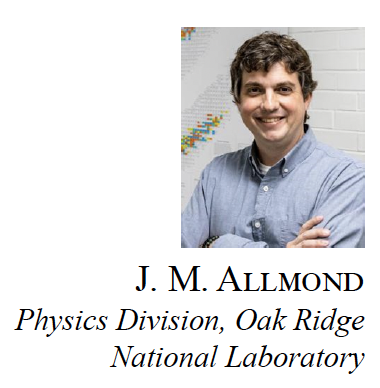 J. M. ALLMOND
Physics Division, Oak Ridge
National Laboratory